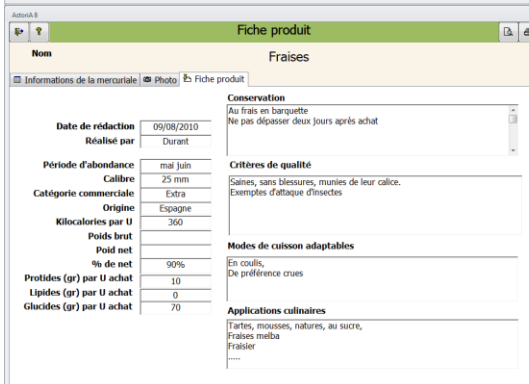 ActoriA 8
Fiche produit
Nom
Fraises
Informations de la mercuriale
Photo
Fiche produit
Date de rédaction 09/08/2010
Réalisé par Durant
Période d'abondance mai juin
Calibre 25 mm
Catégorie commerciale Extra
Origine Espagne
Kilocalories par U 360
Poids brut
Poid net
% de net 90%
Protides (gr) par U achat 10
Lipides (gr) par U achat 0
Glucides (gr) par U achat 70
Conservation
Au frais en barquette
Ne pas dépasser deux jours après achat
Critères de qualité
Saines, sans blessures, munies de leur calice.
Exemptes d'attaque d'insectes
Modes de cuisson adaptables
En coulis,
De préférence crues
Applications culinaires
Tartes, mousses, natures, au sucre,
Fraises melba
Fraisier
.....